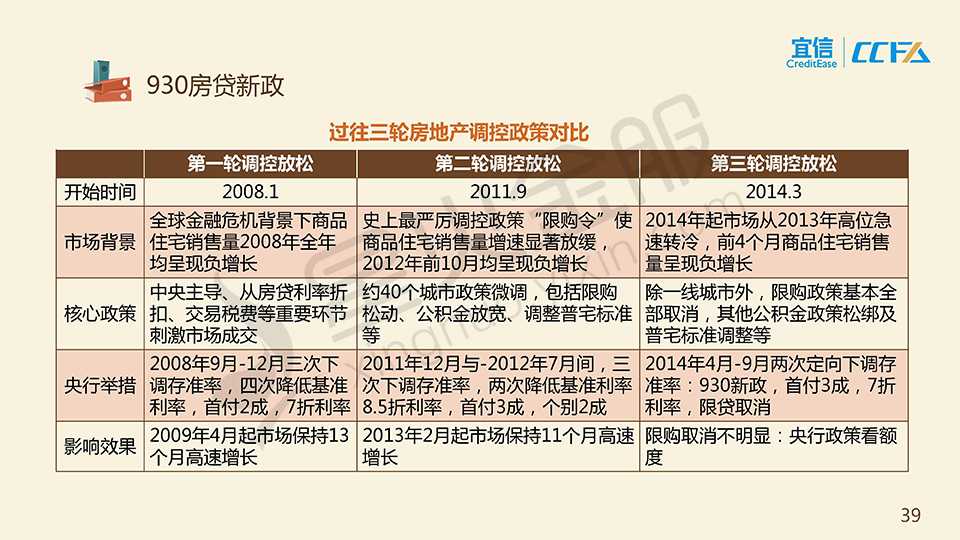 宜信
CreditEase
CCFA
930房贷新政
过往三轮房地产调控政策对比
第一轮调控放松 第二轮调控放松 第三轮调控放松
开始时间 2008.1 2011.9 2014.3
市场背景
全球金融危机背景下商品
住宅销售量2008年全年
均呈现负增长
史上最严厉调控政策“限购令”使
商品住宅销售量增速显著放缓，
2012年前10月均呈现负增长
2014年起市场从2013年高位急
速转冷，前4个月商品住宅销售
量呈现负增长
核心政策
中央主导、从房贷利率折
扣、交易税费等重要环节
刺激市场成交
约40个城市政策微调，包括限购
松动、公积金放宽、调整普宅标准
等
除一线城市外，限购政策基本全
部取消，其他公积金政策松绑及
普宅标准调整等
央行举措
2008年9月-12月三次下
调存准率，四次降低基准
利率，首付2成，7折利率
2011年12月与-2012年7月间，三
次下调存准率，两次降低基准利率
8.5折利率，首付3成，个别2成
2014年4月-9月两次定向下调存
准率：930新政，首付3成，7折
利率，限贷取消
影响效果
2009年4月起市场保持13
个月高速增长
2013年2月起市场保持11个月高速
增长
限购取消不明显：央行政策看额
度
39